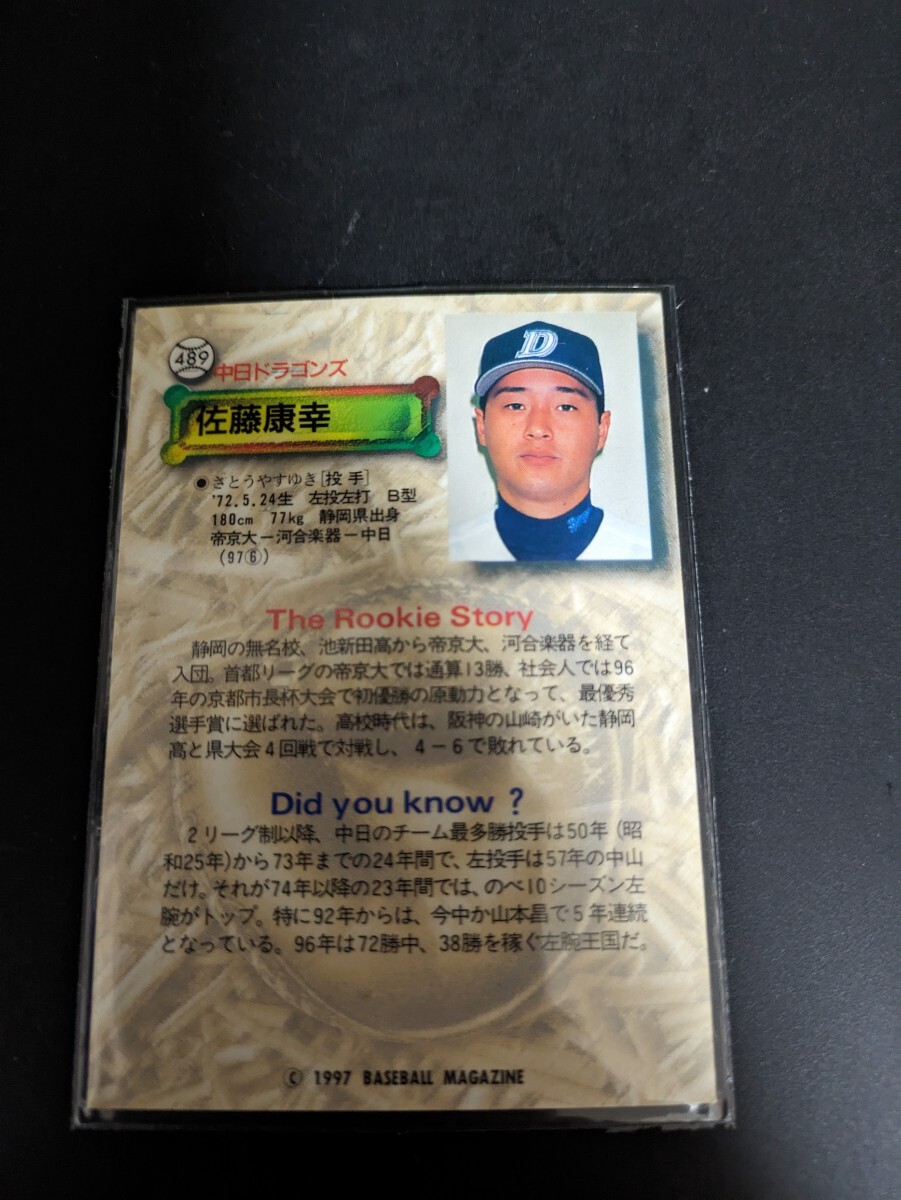 489
中日ドラゴンズ
佐藤康幸
●さとうやすゆき[投手]
'72.5.24生 左投左打 B型
180cm 77kg 静岡県出身
帝京大－河合楽器－中日
(97⑥)
D
The Rookie Story
静岡の無名校、池新田高から帝京大、河合楽器を経て
入団。首都リーグの帝京大では通算13勝、社会人では96
年の京都市長杯大会で初優勝の原動力となって、最優秀
選手賞に選ばれた。高校時代は、阪神の山崎がいた静岡
高と県大会4回戦で対戦し、4－6で敗れている。
Did you know ?
2リーグ制以降、中日のチーム最多勝投手は50年(昭
和25年)から73年までの24年間で、左投手は57年の中山
だけ。それが74年以降の23年間では、のべ10シーズン左
腕がトップ。特に92年からは、今中か山本昌で5年連続
となっている。96年は72勝中、38勝を稼ぐ左腕王国だ。
© 1997 BASEBALL MAGAZINE